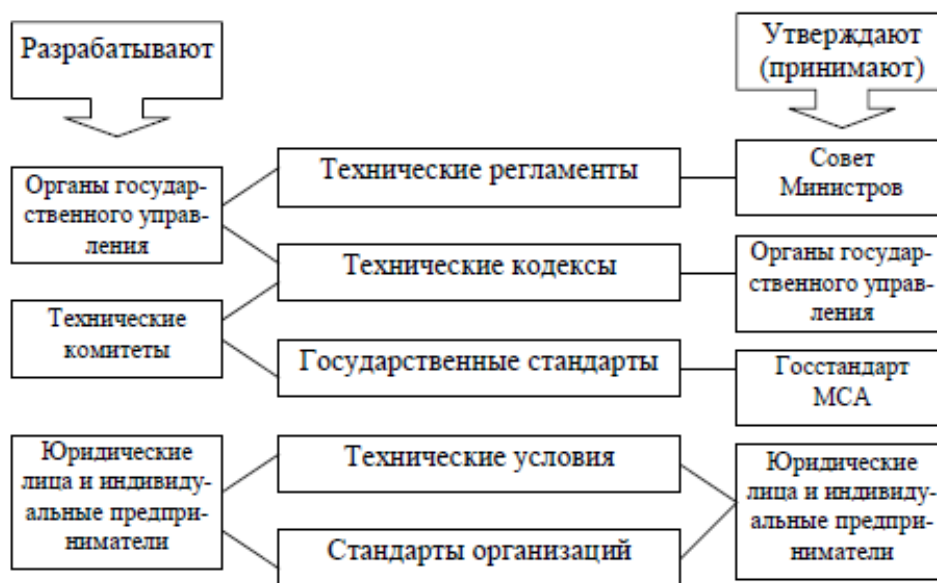 Разрабатывают
Утверждают
(принимают)
Органы государ-
ственного управ-
ления
Технические
комитеты
Юридические
лица и индивиду-
альные предпри-
ниматели
Технические регламенты
Технические кодексы
Государственные стандарты
Технические условия
Стандарты организаций
Совет
Министров
Органы государ-
ственного управ-
ления
Госстандарт
МСА
Юридические
лица и индивиду-
альные предпри-
ниматели